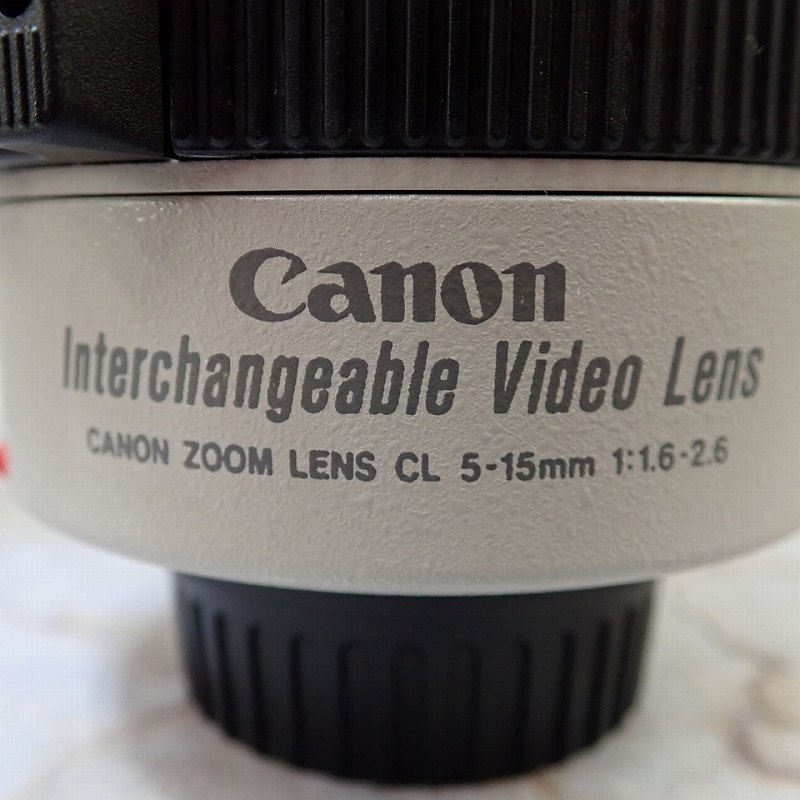 Canon
Interchangeable Video Lens
CANON ZOOM LENS CL 5-15mm 1:1.6-2.6